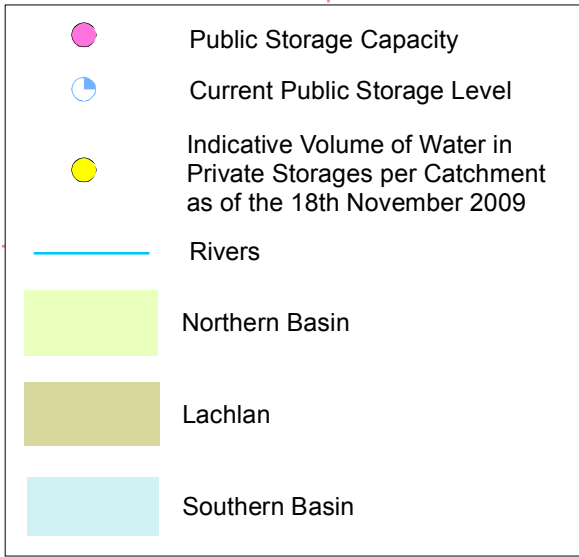 Public Storage Capacity
Current Public Storage Level
Indicative Volume of Water in
Private Storages per Catchment
as of the 18th November 2009
Rivers
Northern Basin
Lachlan
Southern Basin